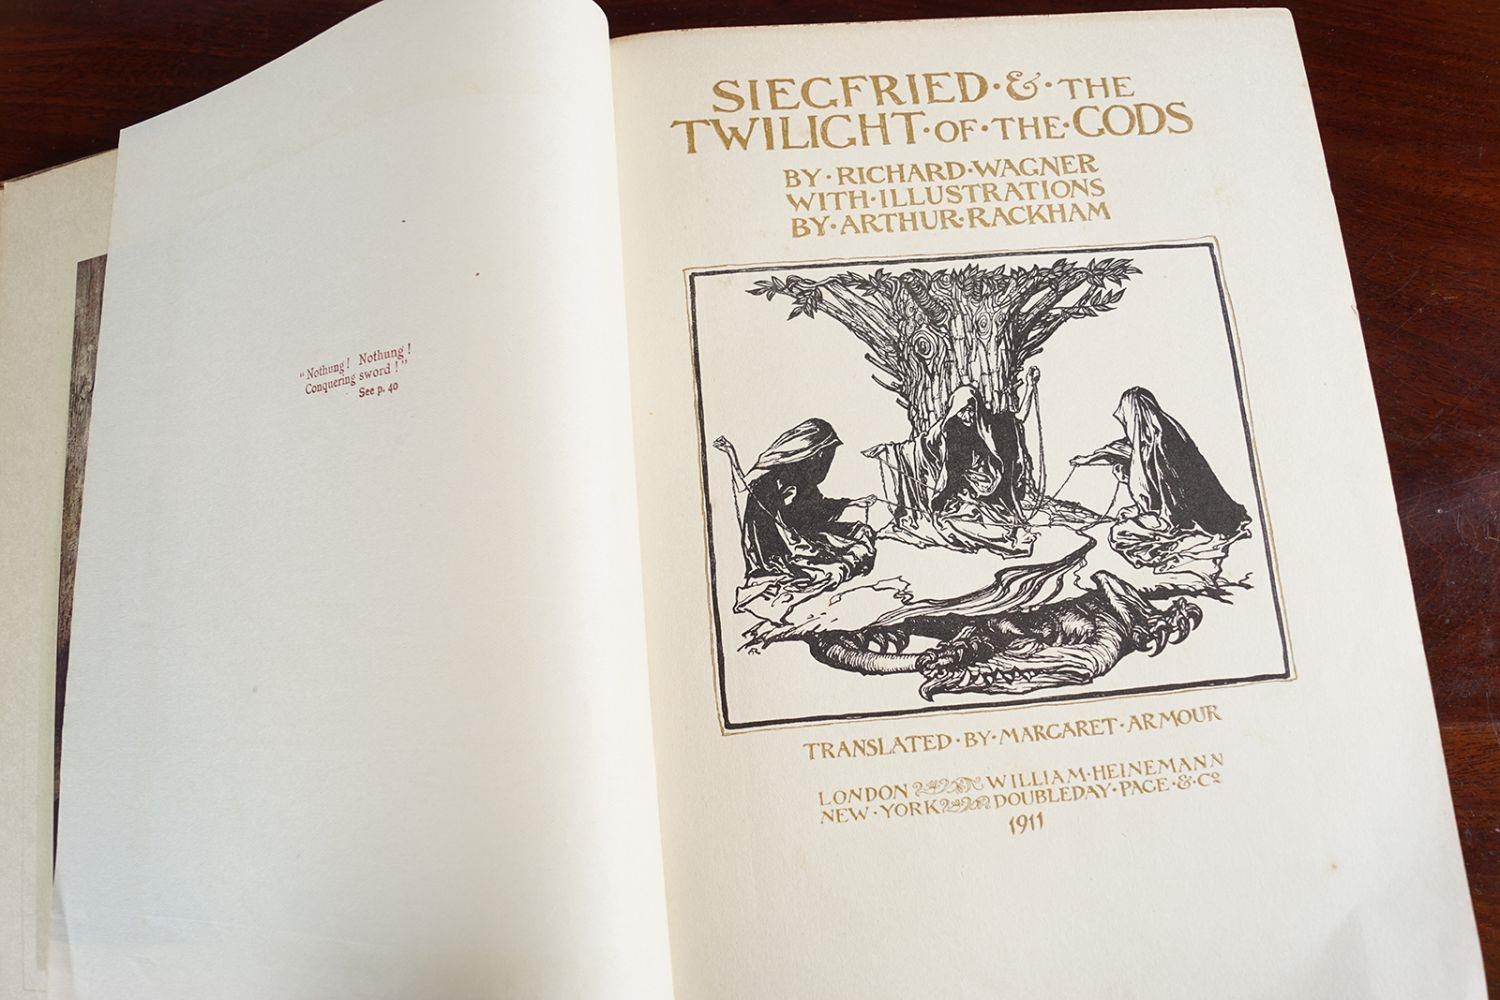 "Nothung! Nothung!
Conquering sword!"
See p. 40
SIEGFRIED·&·THE
TWILIGHT·OF·THE·GODS
BY·RICHARD·WAGNER
WITH·ILLUSTRATIONS
BY·ARTHUR·RACKHAM
AR
TRANSLATED·BY·MARGARET·ARMOUR
LONDON WILLIAM·HEINEMANN
NEW·YORK DOUBLEDAY·PAGE·&·Cº
1911